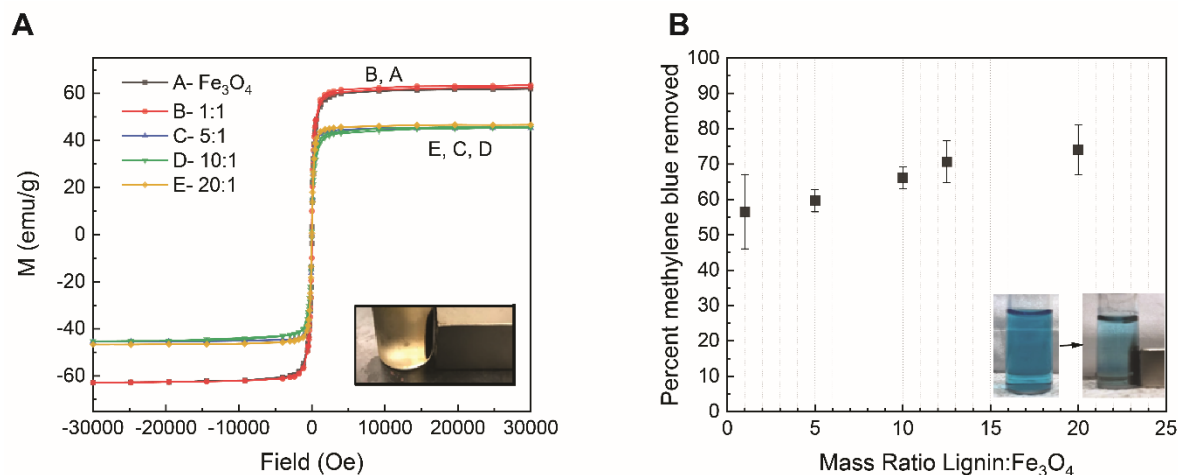 A
A- Fe₃O₄
B- 1:1
C- 5:1
D- 10:1
E- 20:1
B, A
E, C, D
M (emu/g)
60
40
20
0
-20
-40
-60
-30000 -20000 -10000 0 10000 20000 30000
Field (Oe)
B
Percent methylene blue removed
100
90
80
70
60
50
40
30
20
10
0
0 5 10 15 20 25
Mass Ratio Lignin:Fe₃O₄